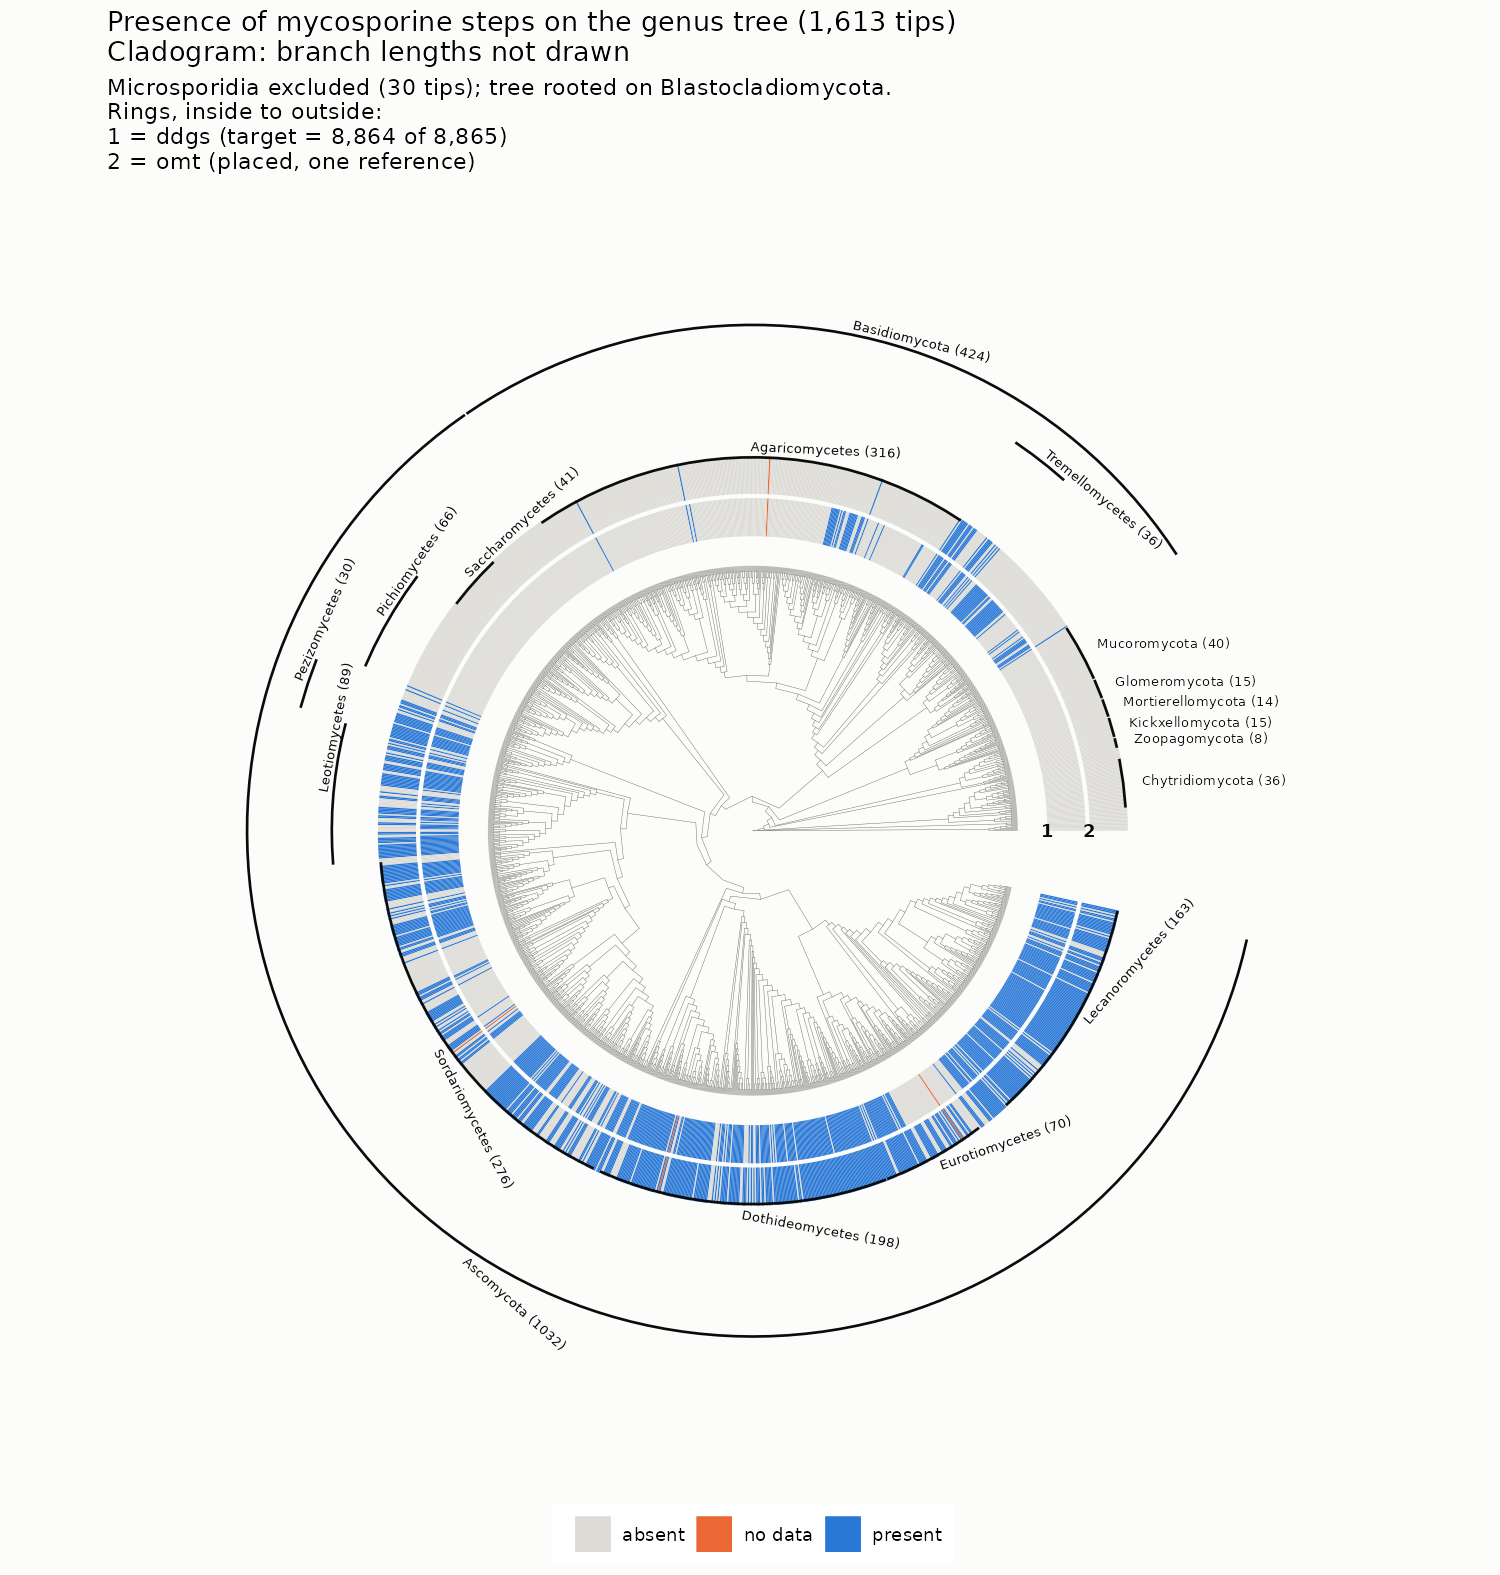 Presence of mycosporine steps on the genus tree (1,613 tips)
Cladogram: branch lengths not drawn
Microsporidia excluded (30 tips); tree rooted on Blastocladiomycota.
Rings, inside to outside:
1 = ddgs (target = 8,864 of 8,865)
2 = omt (placed, one reference)
Basidiomycota (424)
Agaricomycetes (316)
Tremellomycetes (36)
Saccharomycetes (41)
Pichiomycetes (66)
Pezizomycetes (30)
Leotiomycetes (89)
Mucoromycota (40)
Glomeromycota (15)
Mortierellomycota (14)
Kickxellomycota (15)
Zoopagomycota (8)
Chytridiomycota (36)
1 2
Lecanoromycetes (163)
Sordariomycetes (276)
Eurotiomycetes (70)
Dothideomycetes (198)
Ascomycota (1032)
absent no data present